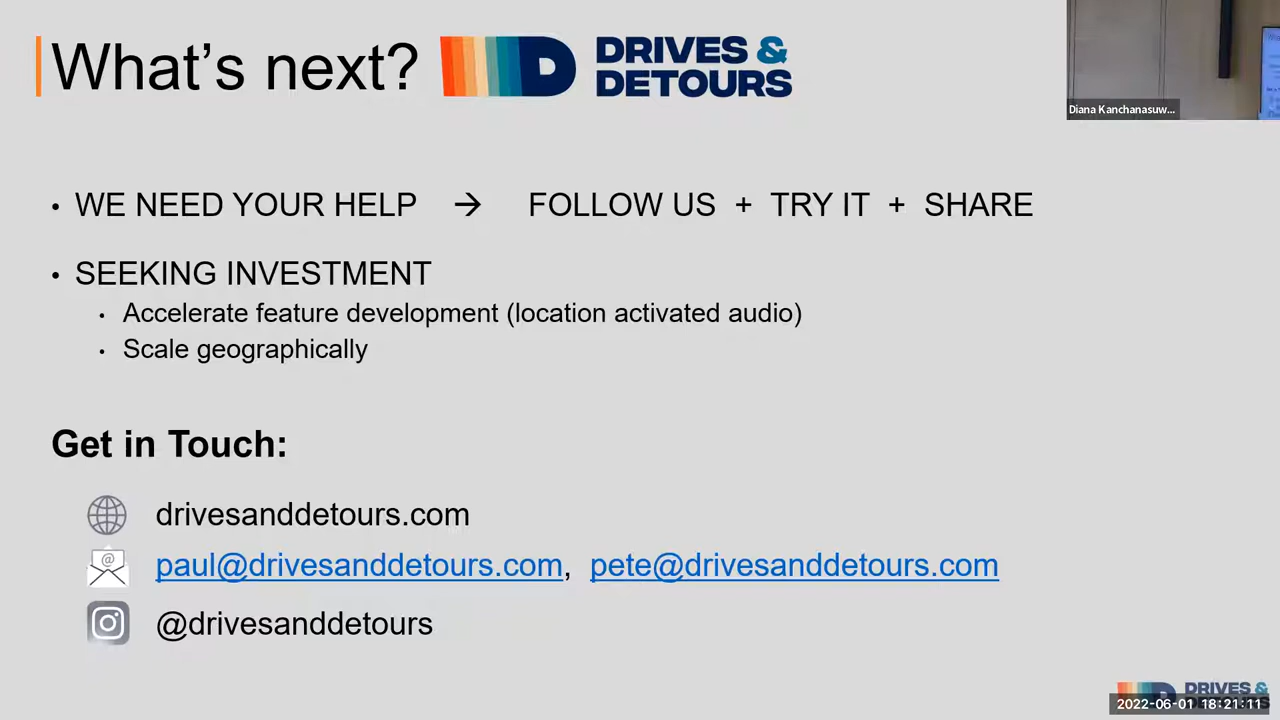 What's next?
DRIVES &
DETOURS
Diana Kanchanasuw...
• WE NEED YOUR HELP → FOLLOW US + TRY IT + SHARE
• SEEKING INVESTMENT
• Accelerate feature development (location activated audio)
• Scale geographically
Get in Touch:
drivesanddetours.com
paul@drivesanddetours.com, pete@drivesanddetours.com
@drivesanddetours
DRIVES &
DETOURS
2022-06-01 18:21:11